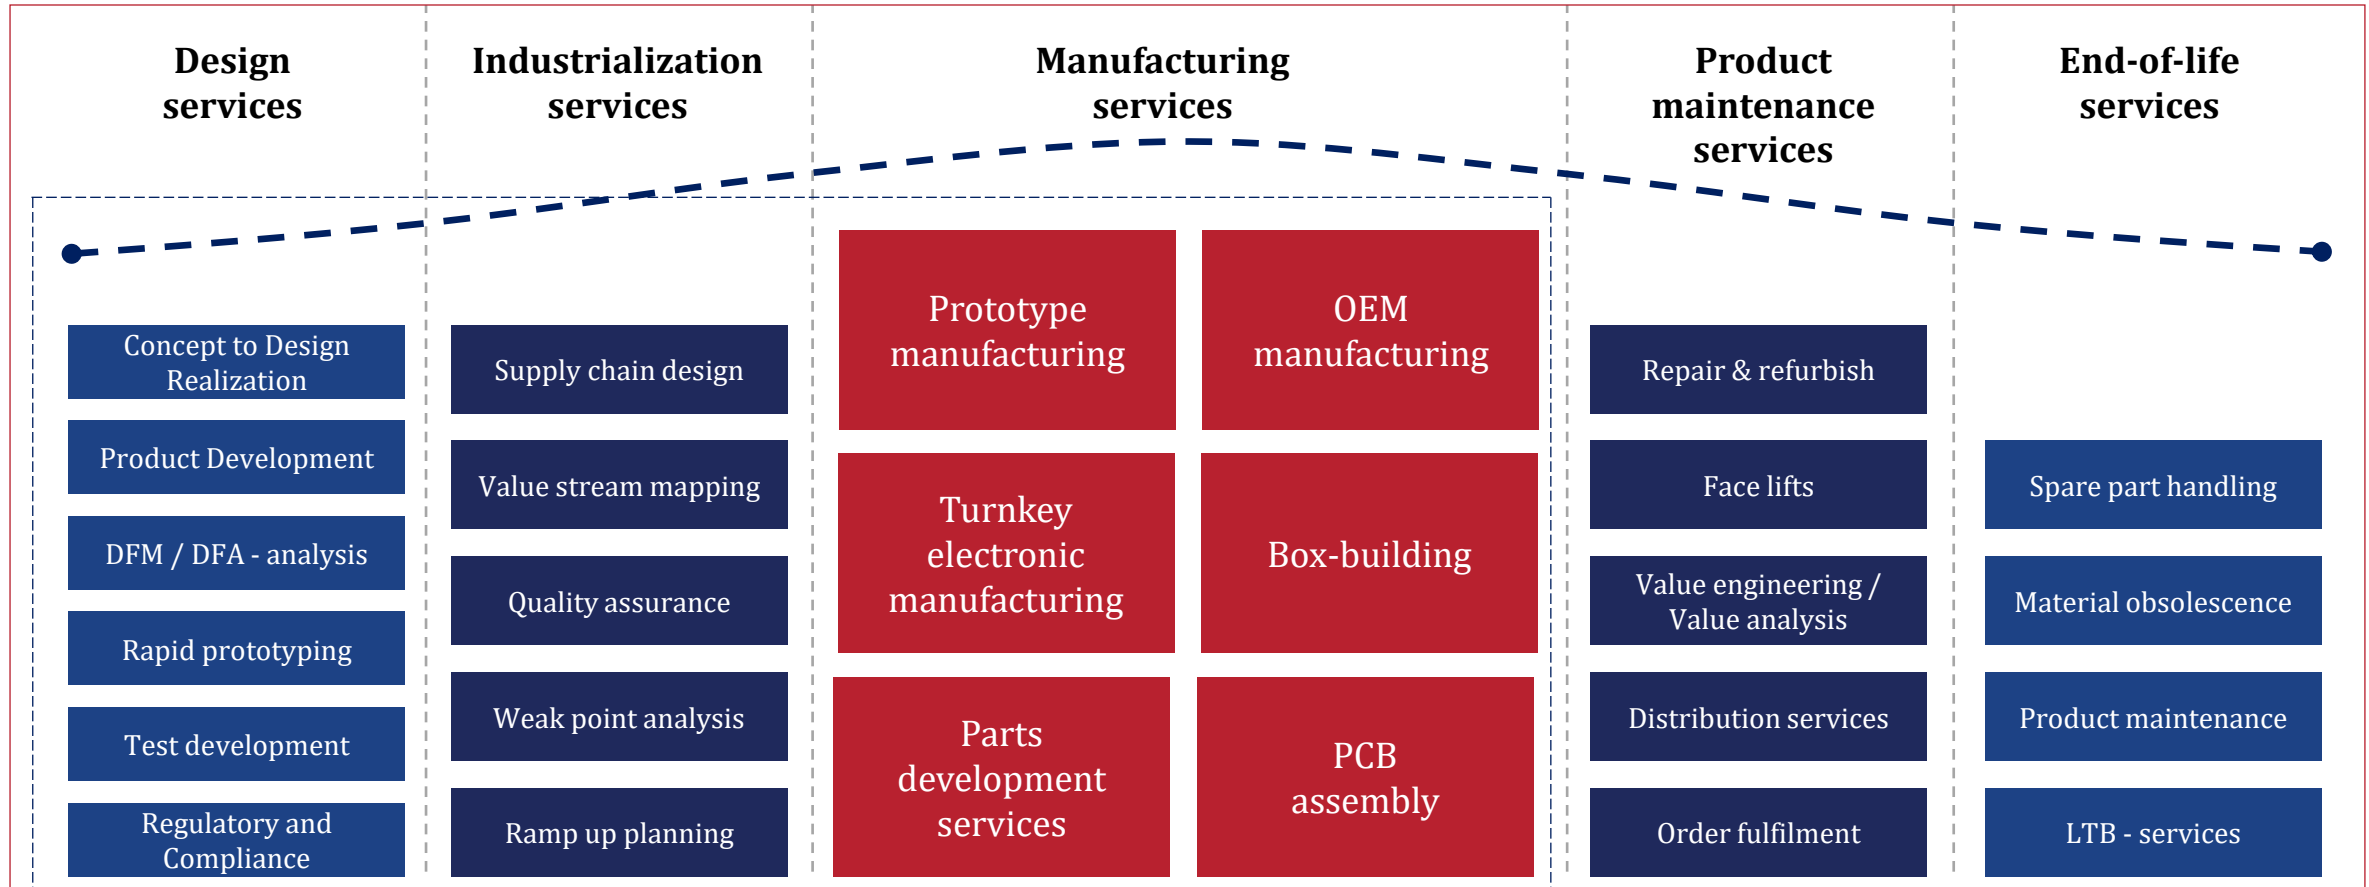 Design
services
Industrialization
services
Manufacturing
services
Product
maintenance
services
End-of-life
services
Concept to Design
Realization
Product Development
DFM / DFA - analysis
Rapid prototyping
Test development
Regulatory and
Compliance
Supply chain design
Value stream mapping
Quality assurance
Weak point analysis
Ramp up planning
Prototype
manufacturing
OEM
manufacturing
Turnkey
electronic
manufacturing
Box-building
Parts
development
services
PCB
assembly
Repair & refurbish
Face lifts
Value engineering /
Value analysis
Distribution services
Order fulfilment
Spare part handling
Material obsolescence
Product maintenance
LTB - services